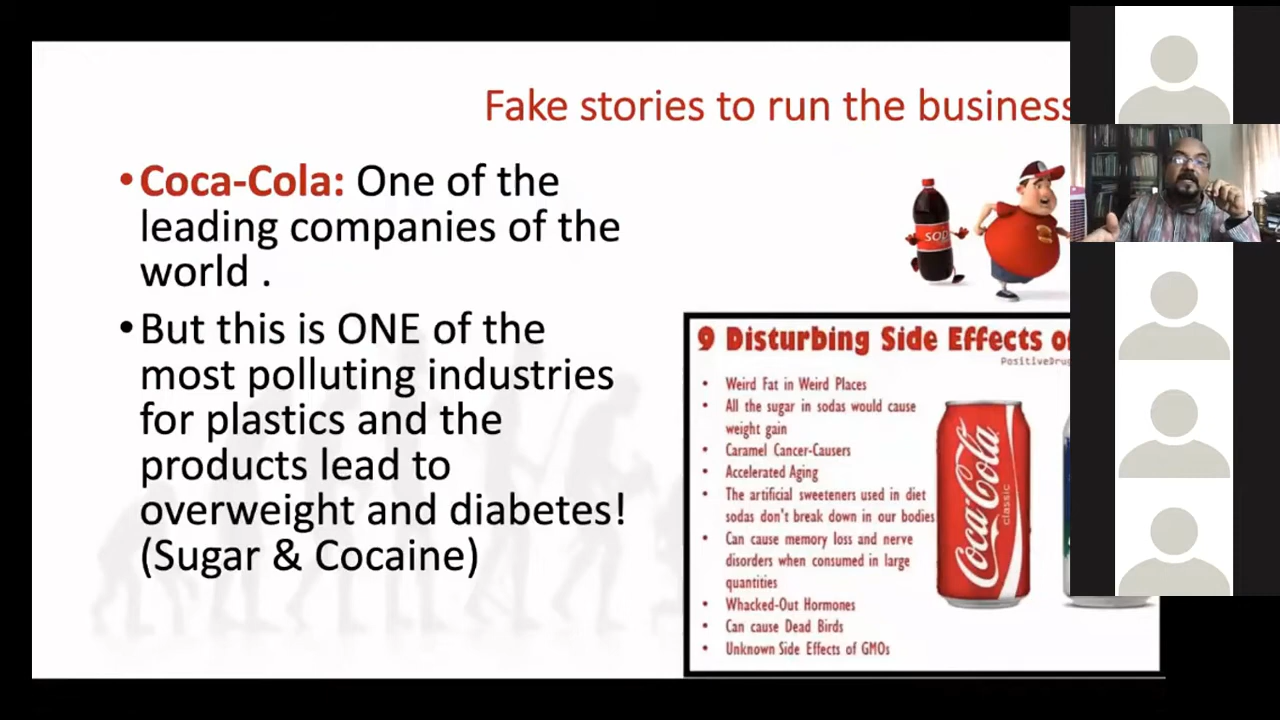 Fake stories to run the business
•Coca-Cola: One of the
leading companies of the
world .
•But this is ONE of the
most polluting industries
for plastics and the
products lead to
overweight and diabetes!
(Sugar & Cocaine)
SODA
9 Disturbing Side Effects of
• Weird Fat in Weird Places
• All the sugar in sodas would cause
weight gain
• Caramel Cancer-Causers
• Accelerated Aging
• The artificial sweeteners used in diet
sodas don't break down in our bodies
• Can cause memory loss and nerve
disorders when consumed in large
quantities
• Whacked-Out Hormones
• Can cause Dead Birds
• Unknown Side Effects of GMOs
Coca-Cola
classic